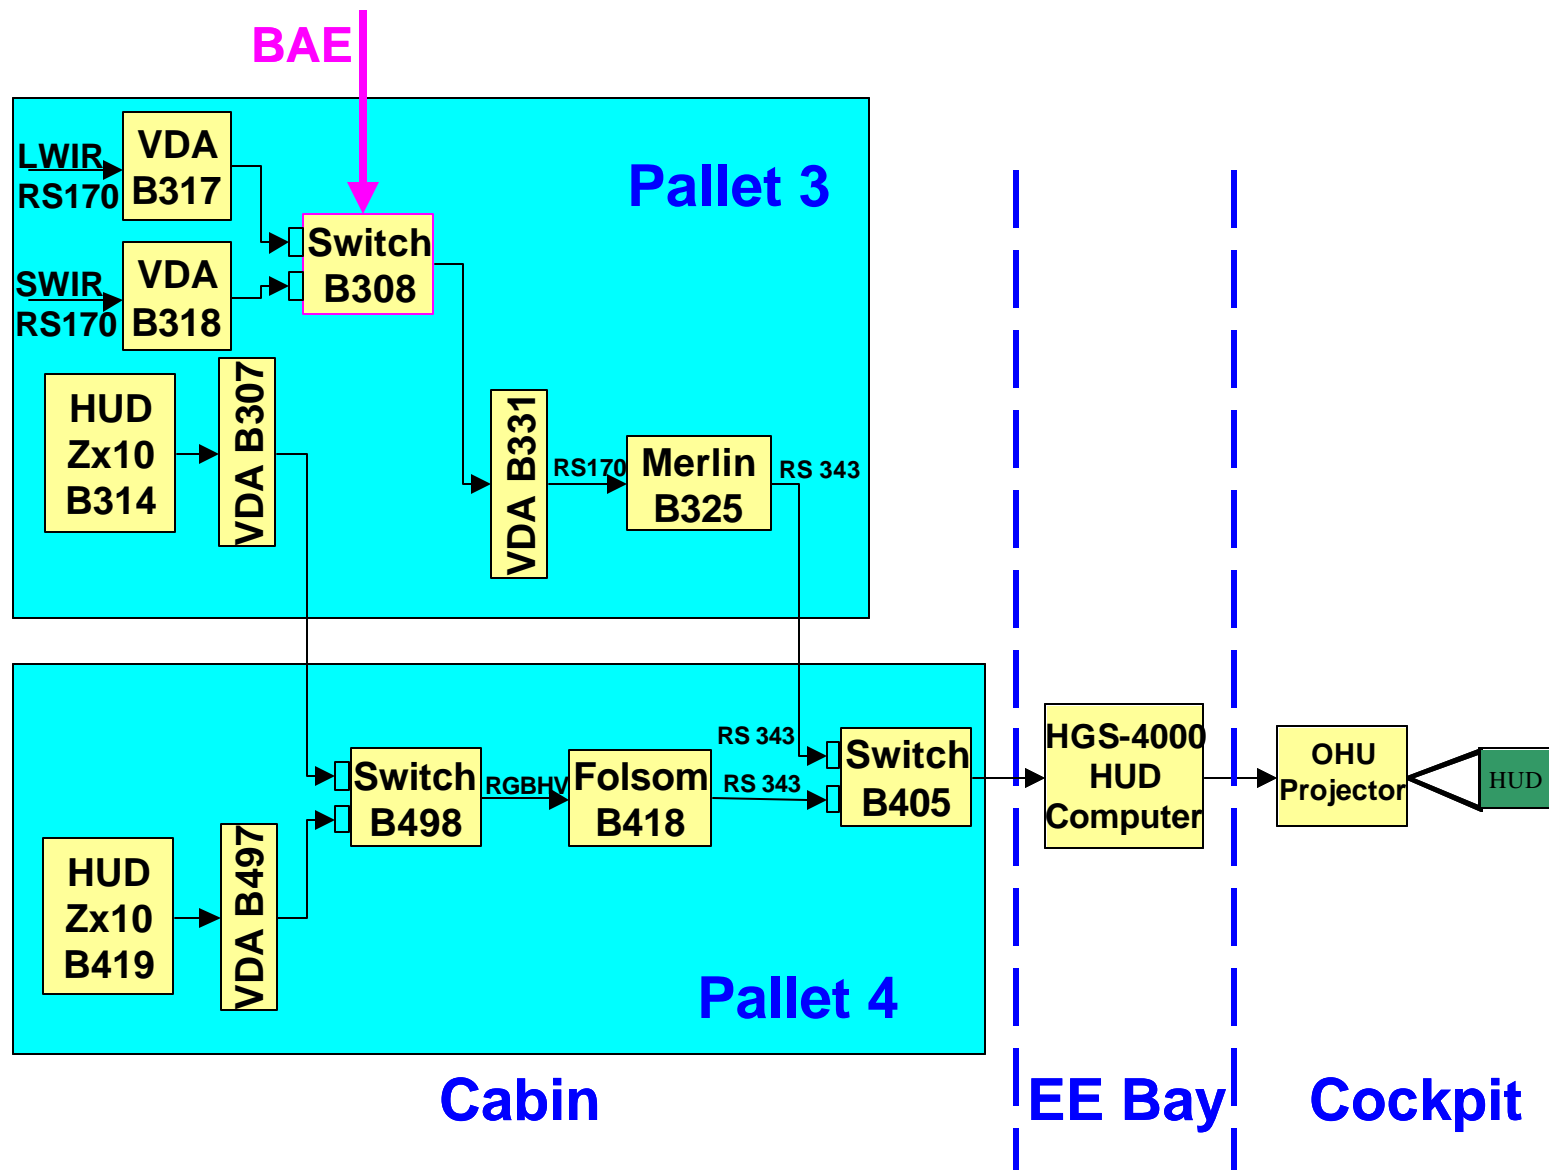 BAE
LWIR
RS170
VDA
B317
Pallet 3
Switch
B308
SWIR
RS170
VDA
B318
HUD
Zx10
B314
VDA B307
VDA B331
RS170
Merlin
B325
RS 343
RS 343
Switch
B405
Switch
B498
RGBHV
Folsom
B418
RS 343
HGS-4000
HUD
Computer
OHU
Projector
HUD
HUD
Zx10
B419
VDA B497
Pallet 4
Cabin
EE Bay
Cockpit